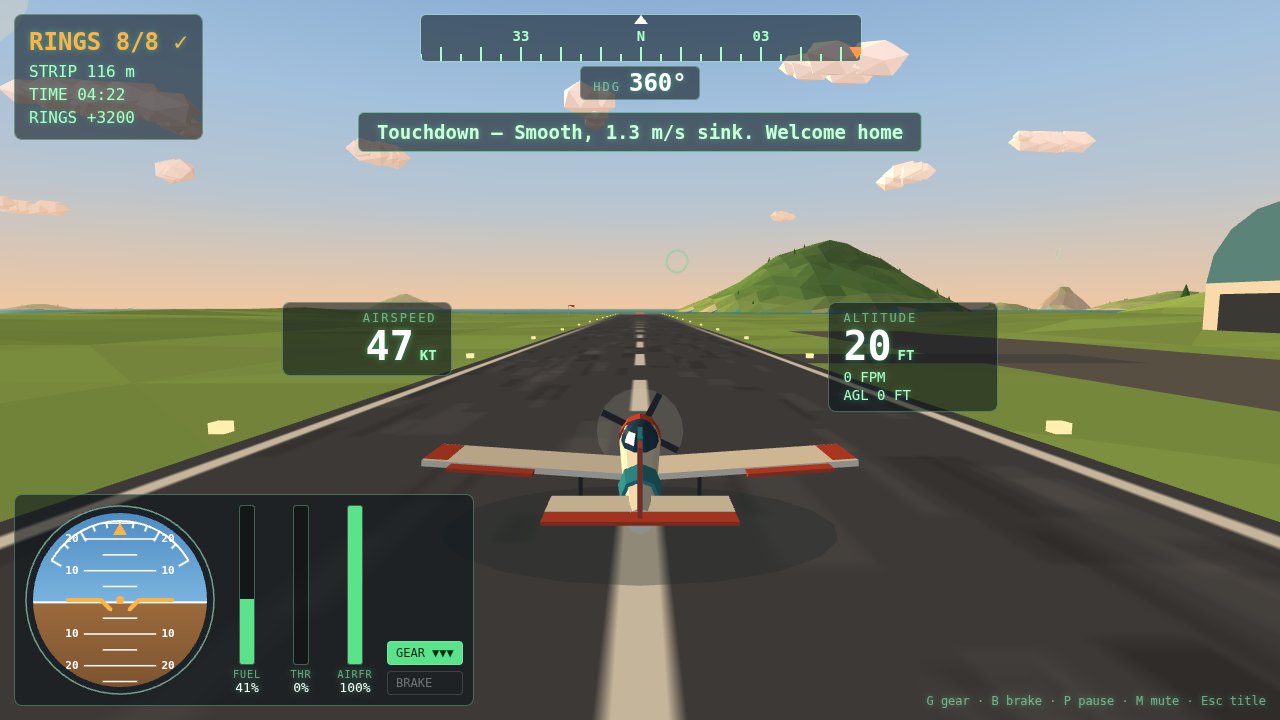 RINGS 8/8 ✓
STRIP 116 m
TIME 04:22
RINGS +3200
33 N 03
HDG 360°
Touchdown — Smooth, 1.3 m/s sink. Welcome home
AIRSPEED
47 KT
ALTITUDE
20 FT
0 FPM
AGL 0 FT
20 20
10 10
10 10
20 20
FUEL
41%
THR
0%
AIRFR
100%
GEAR ▼▼▼
BRAKE
G gear · B brake · P pause · M mute · Esc title